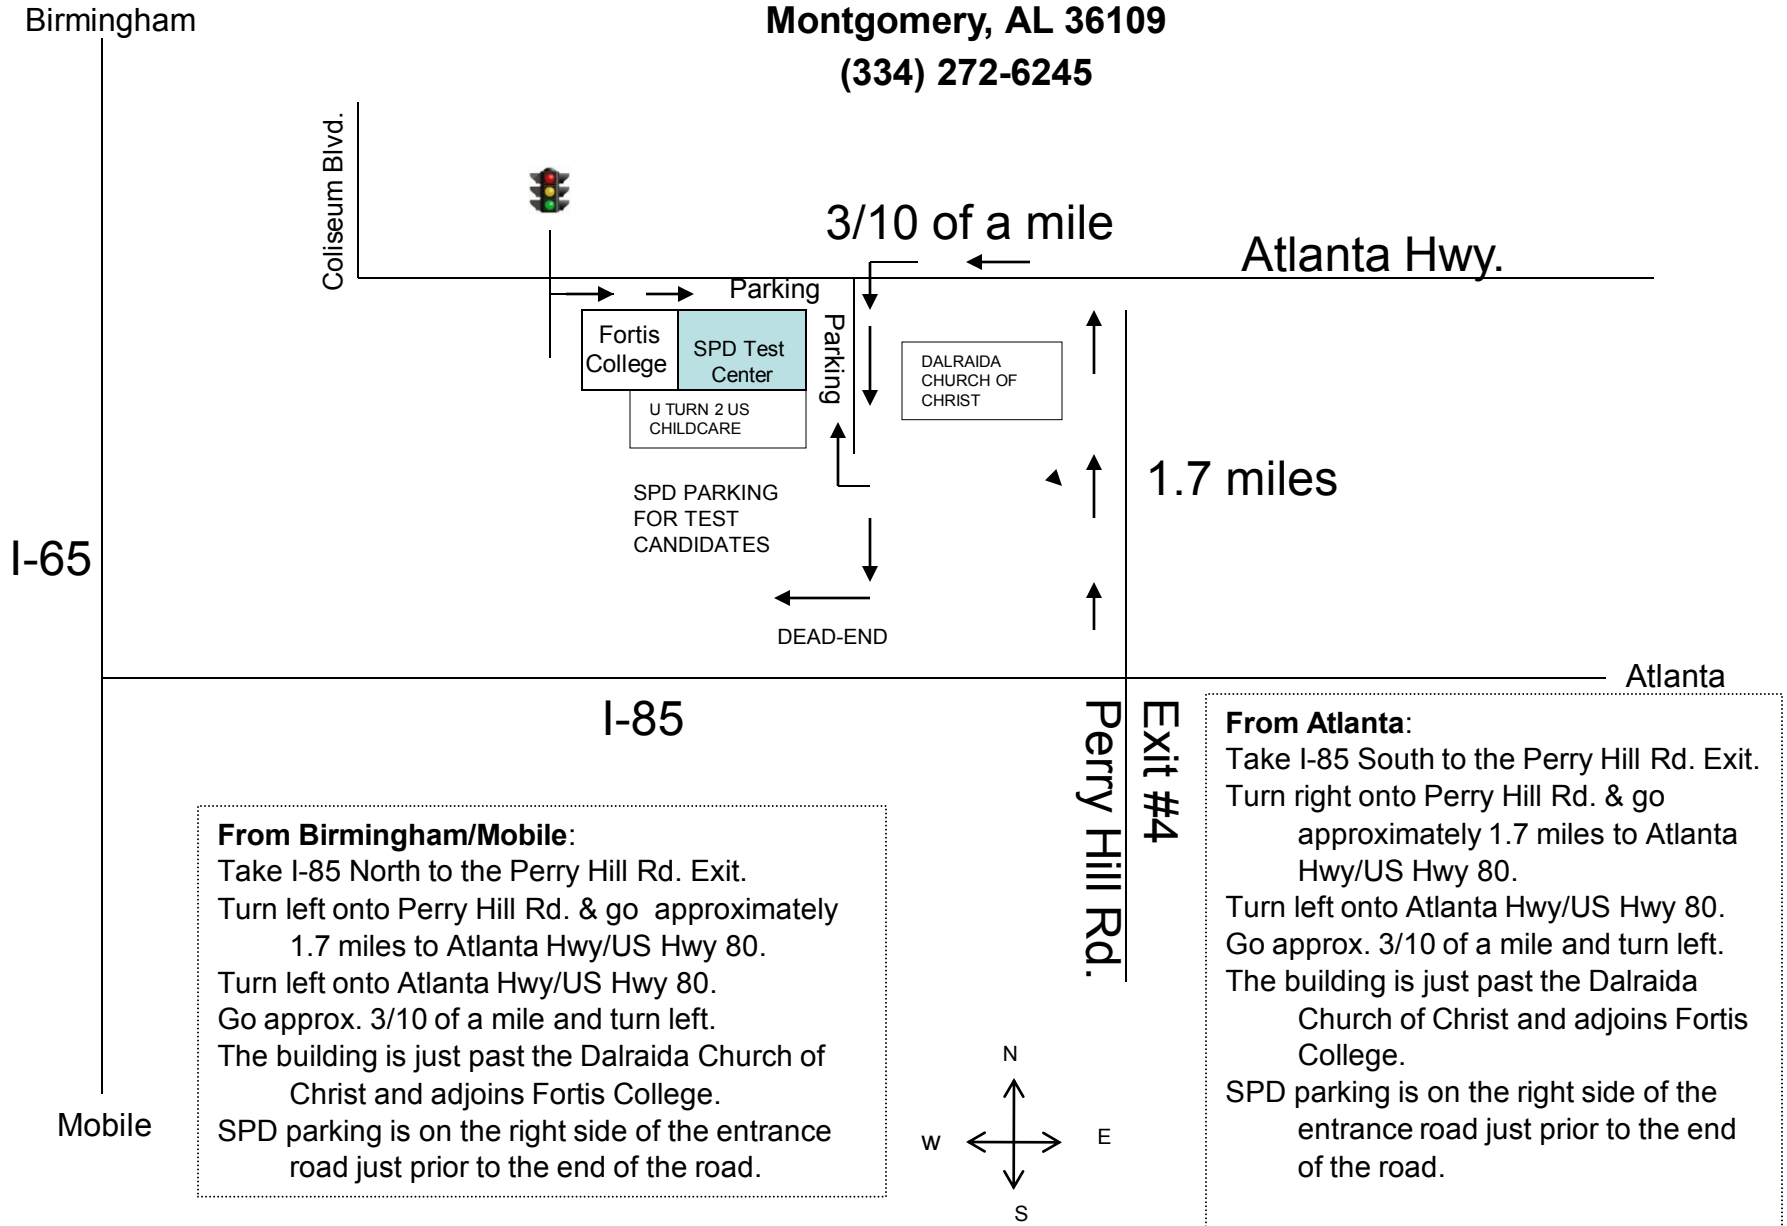 Birmingham
Montgomery, AL 36109
(334) 272-6245
Coliseum Blvd.
3/10 of a mile
Atlanta Hwy.
Parking
Fortis
College
SPD Test
Center
Parking
DALRAIDA
CHURCH OF
CHRIST
U TURN 2 US
CHILDCARE
1.7 miles
SPD PARKING
FOR TEST
CANDIDATES
I-65
DEAD-END
Atlanta
I-85
Perry Hill Rd.
Exit #4
From Birmingham/Mobile:
Take I-85 North to the Perry Hill Rd. Exit.
Turn left onto Perry Hill Rd. & go approximately
1.7 miles to Atlanta Hwy/US Hwy 80.
Turn left onto Atlanta Hwy/US Hwy 80.
Go approx. 3/10 of a mile and turn left.
The building is just past the Dalraida Church of
Christ and adjoins Fortis College.
SPD parking is on the right side of the entrance
road just prior to the end of the road.
From Atlanta:
Take I-85 South to the Perry Hill Rd. Exit.
Turn right onto Perry Hill Rd. & go
approximately 1.7 miles to Atlanta
Hwy/US Hwy 80.
Turn left onto Atlanta Hwy/US Hwy 80.
Go approx. 3/10 of a mile and turn left.
The building is just past the Dalraida
Church of Christ and adjoins Fortis
College.
SPD parking is on the right side of the
entrance road just prior to the end
of the road.
Mobile
N
W
E
S